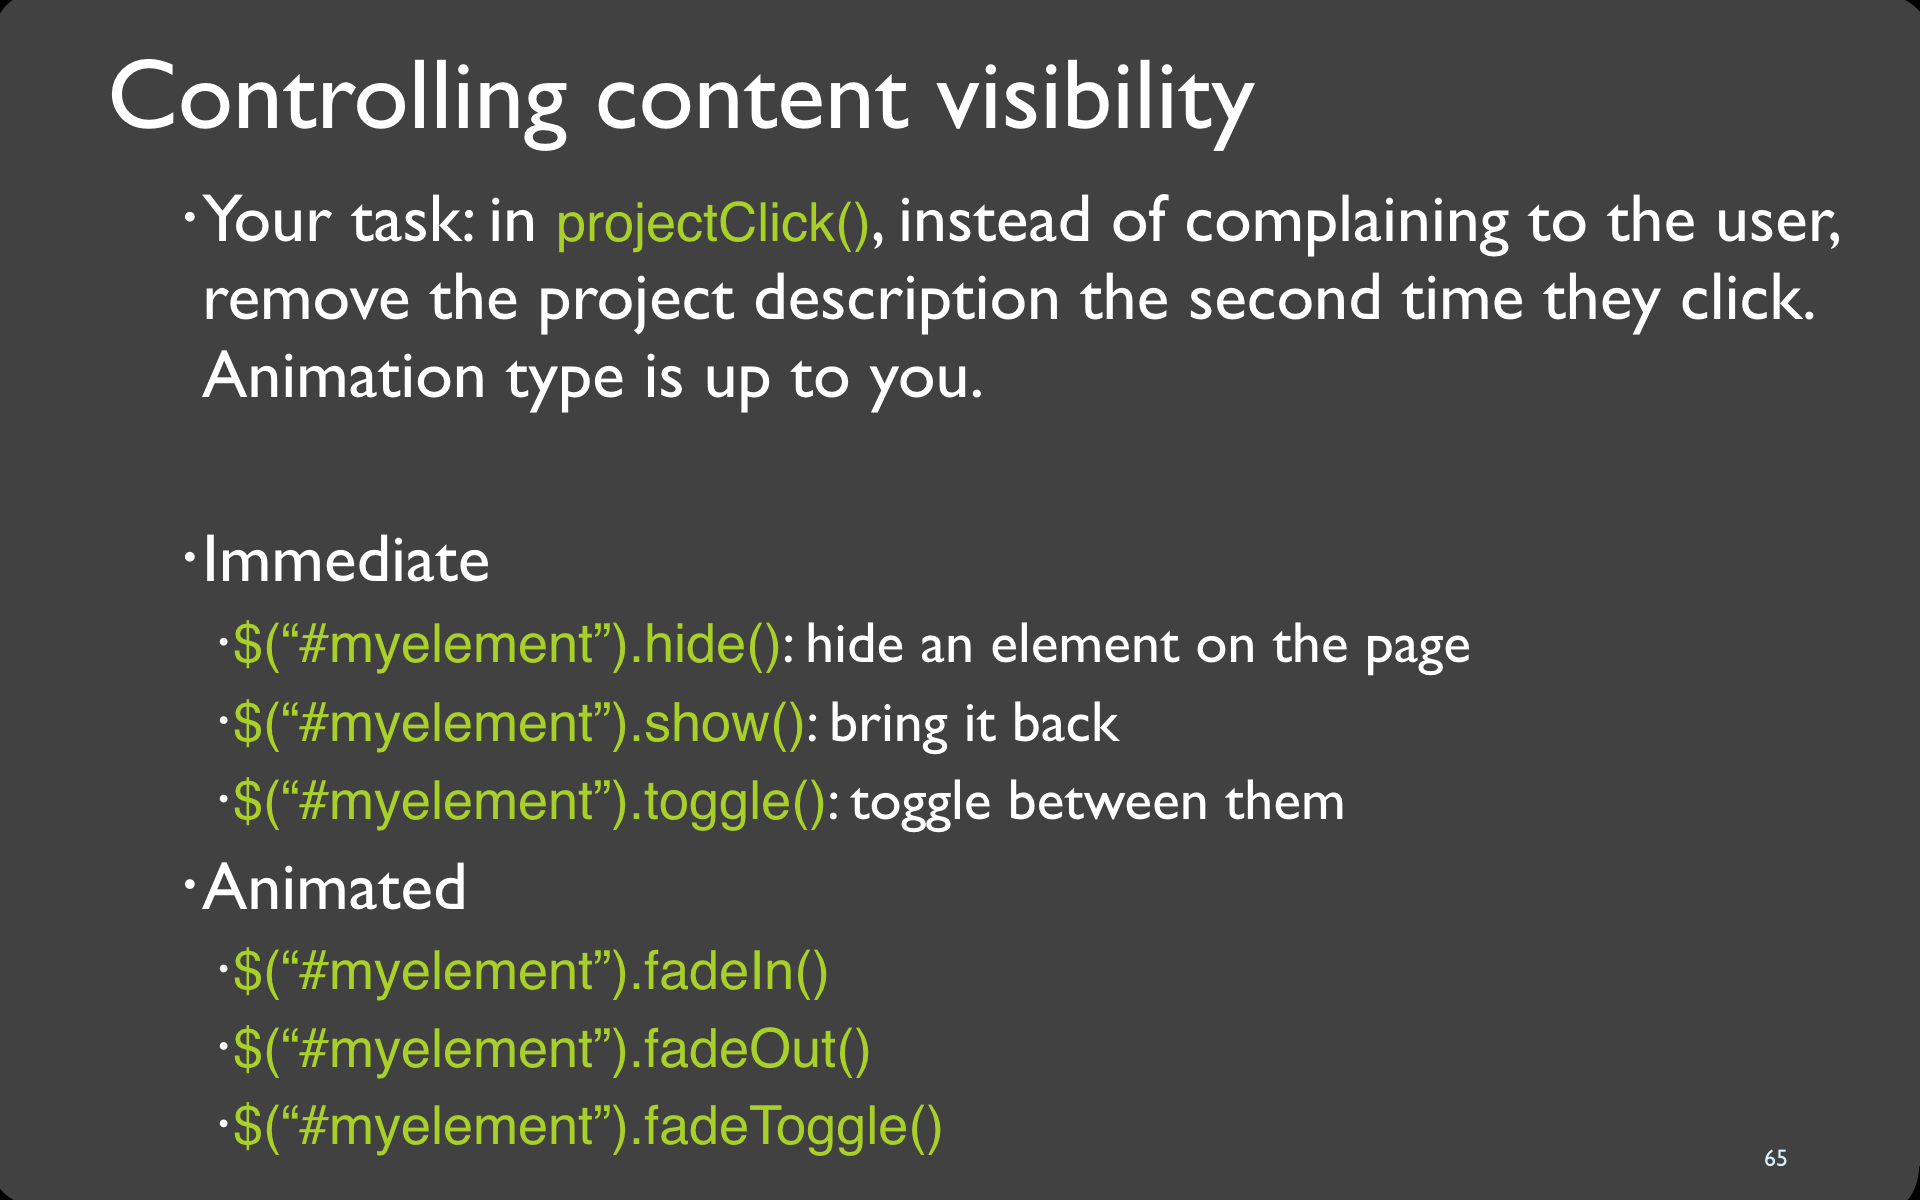 Controlling content visibility
•Your task: in projectClick(), instead of complaining to the user,
remove the project description the second time they click.
Animation type is up to you.
•Immediate
•$(“#myelement”).hide(): hide an element on the page
•$(“#myelement”).show(): bring it back
•$(“#myelement”).toggle(): toggle between them
•Animated
•$(“#myelement”).fadeIn()
•$(“#myelement”).fadeOut()
•$(“#myelement”).fadeToggle()
65